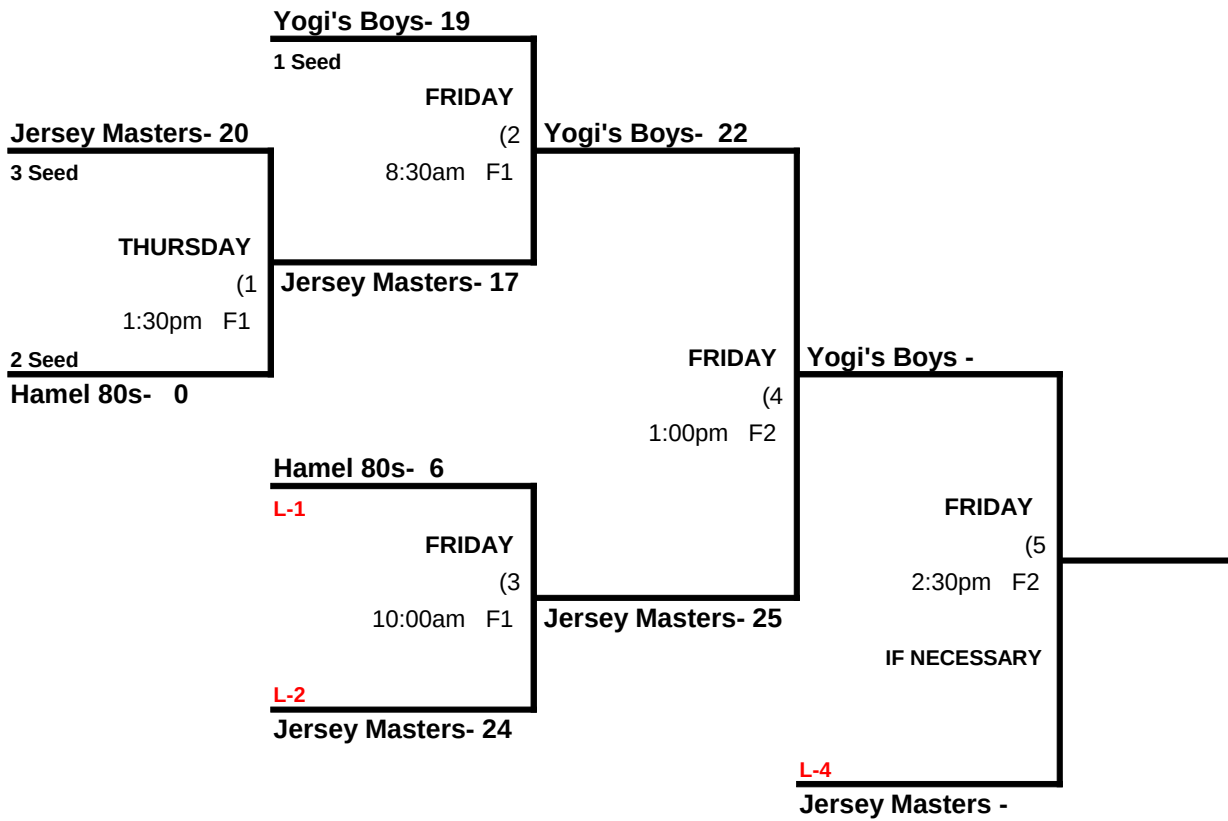 Yogi's Boys- 19
1 Seed
FRIDAY
(2
8:30am F1
Jersey Masters- 20
3 Seed
THURSDAY
(1
1:30pm F1
2 Seed
Hamel 80s- 0
Jersey Masters- 17
Yogi's Boys- 22
FRIDAY
(4
1:00pm F2
Hamel 80s- 6
L-1
FRIDAY
(3
10:00am F1
L-2
Jersey Masters- 24
Jersey Masters- 25
Yogi's Boys -
FRIDAY
(5
2:30pm F2
IF NECESSARY
L-4
Jersey Masters -